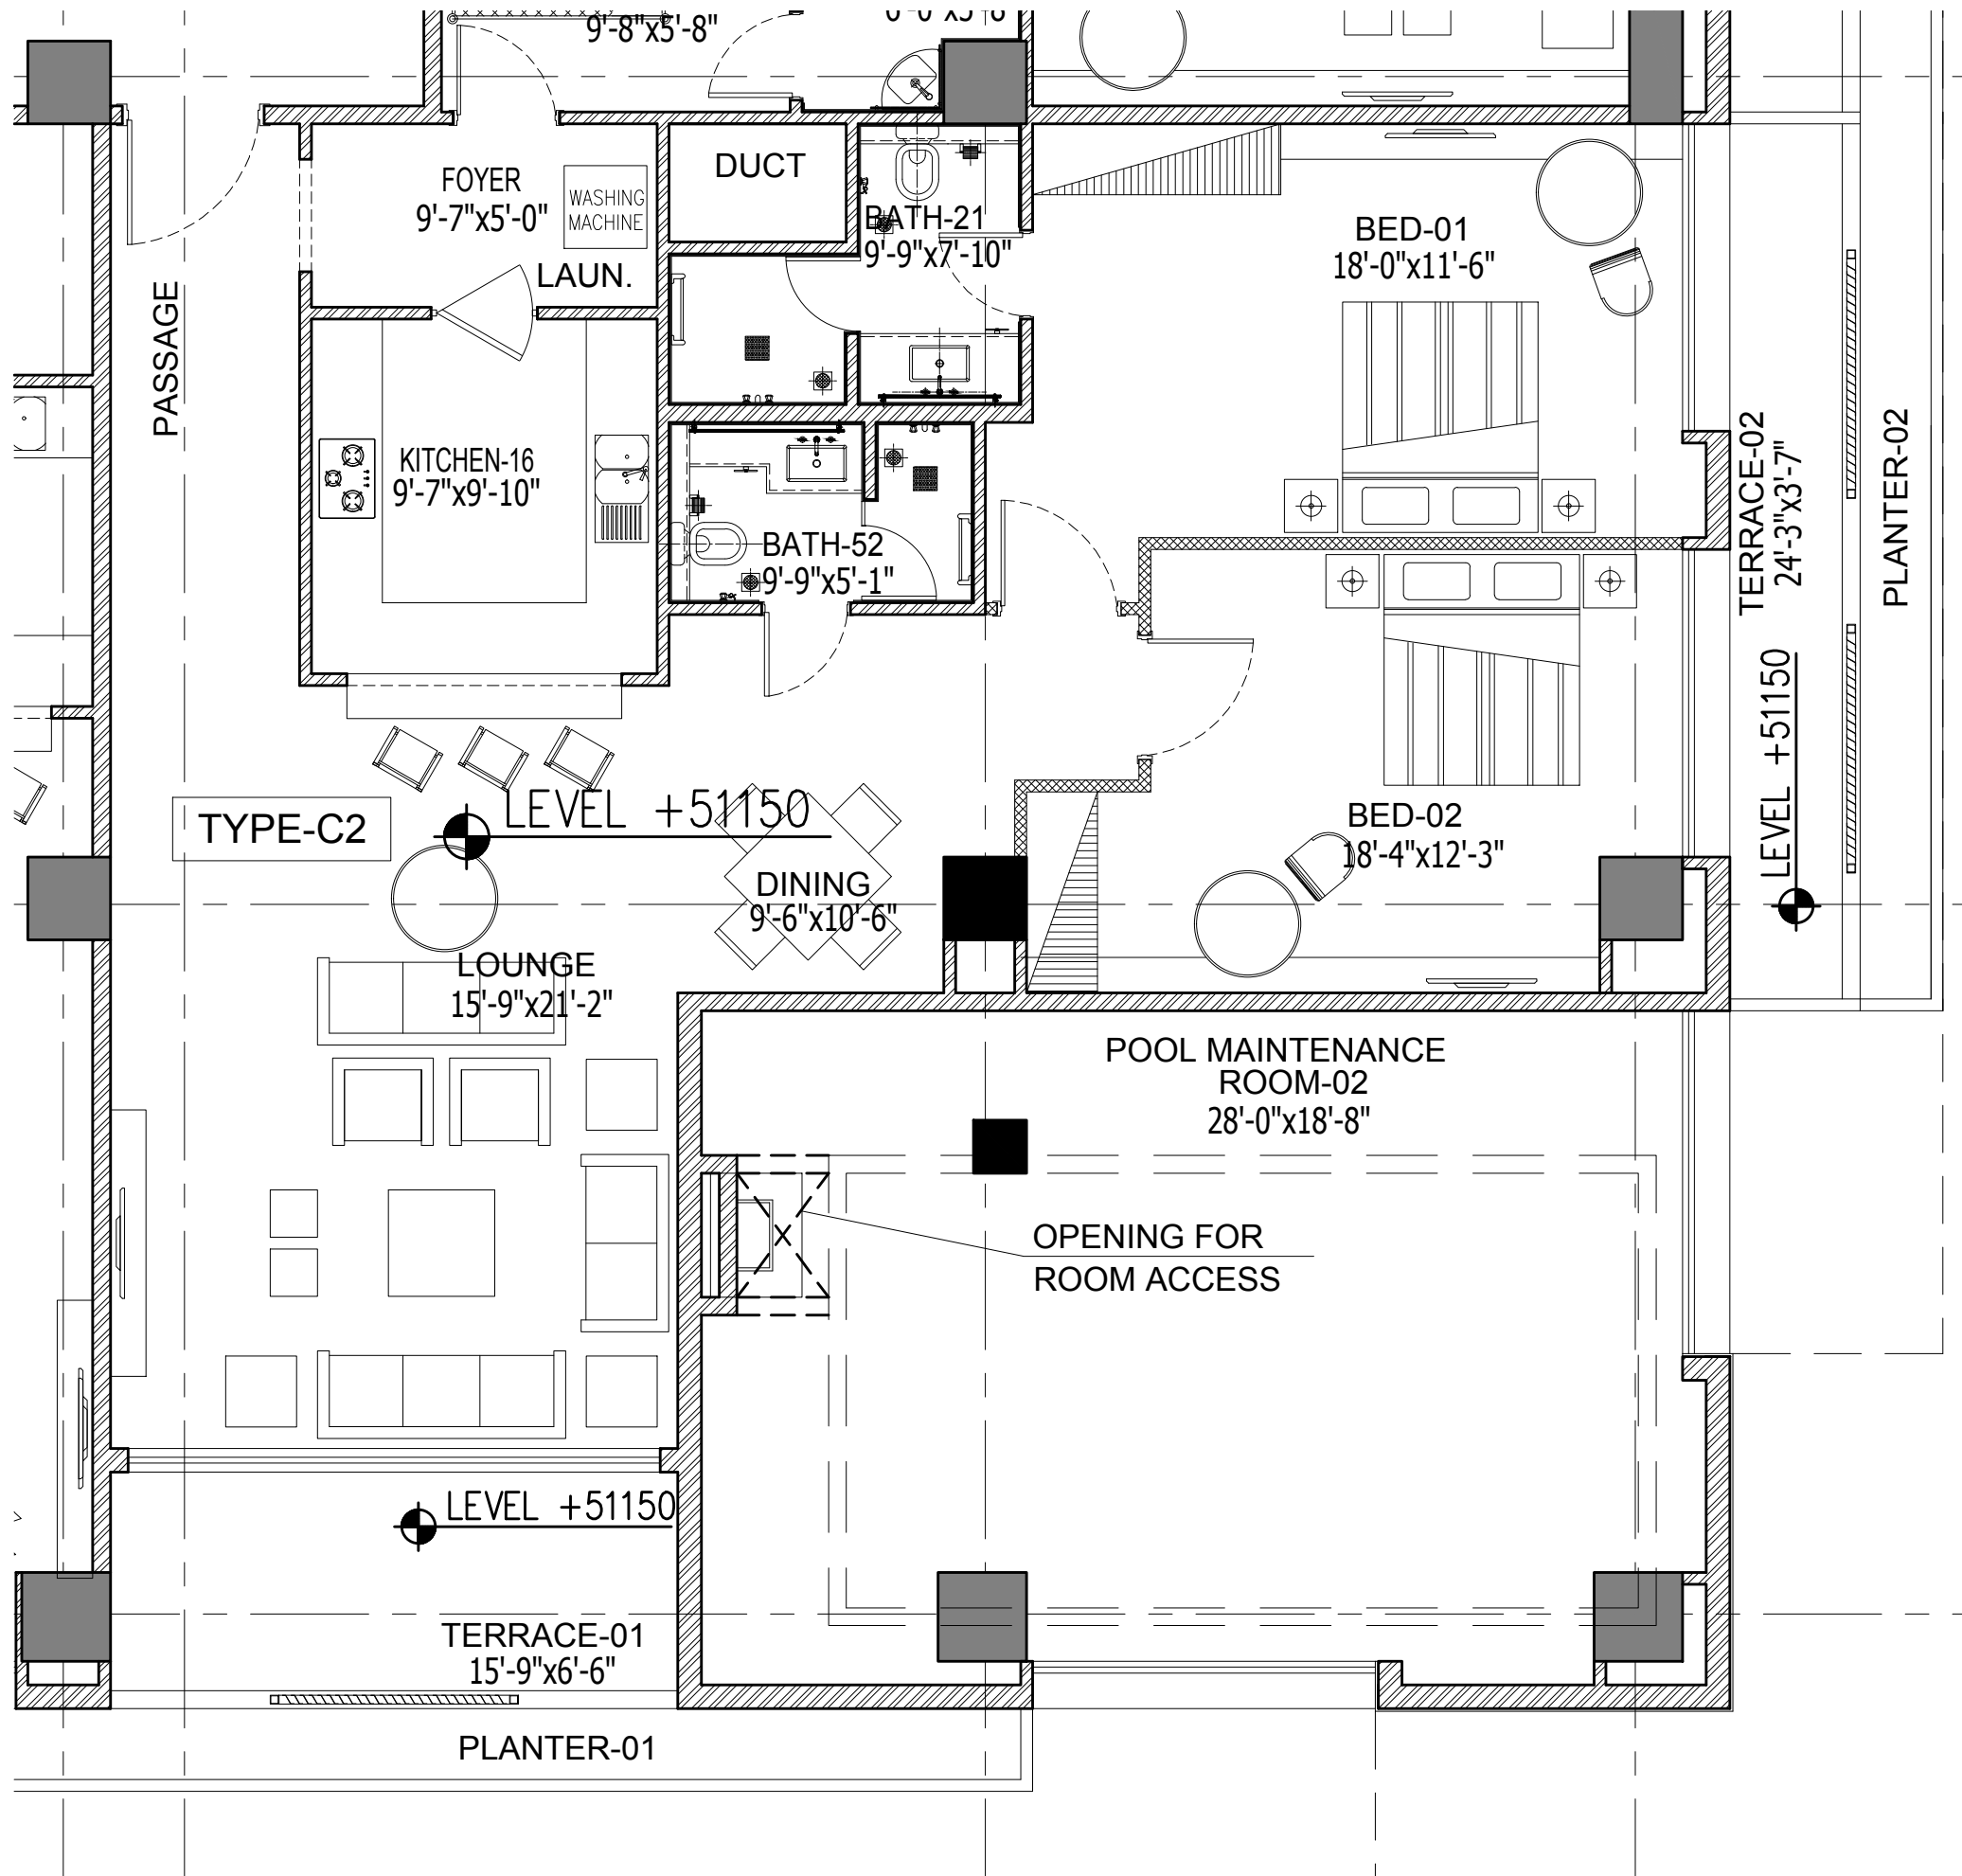 9'-8"x5'-8"
FOYER
9'-7"x5'-0"
WASHING
MACHINE
LAUN.
DUCT
BATH-21
9'-9"x7'-10"
BED-01
18'-0"x11'-6"
PASSAGE
KITCHEN-16
9'-7"x9'-10"
BATH-52
9'-9"x5'-1"
TERRACE-02
24'-3"x3'-7"
PLANTER-02
LEVEL +51150
TYPE-C2
LEVEL +51150
BED-02
18'-4"x12'-3"
DINING
9'-6"x10'-6"
LOUNGE
15'-9"x21'-2"
POOL MAINTENANCE
ROOM-02
28'-0"x18'-8"
OPENING FOR
ROOM ACCESS
LEVEL +51150
TERRACE-01
15'-9"x6'-6"
PLANTER-01